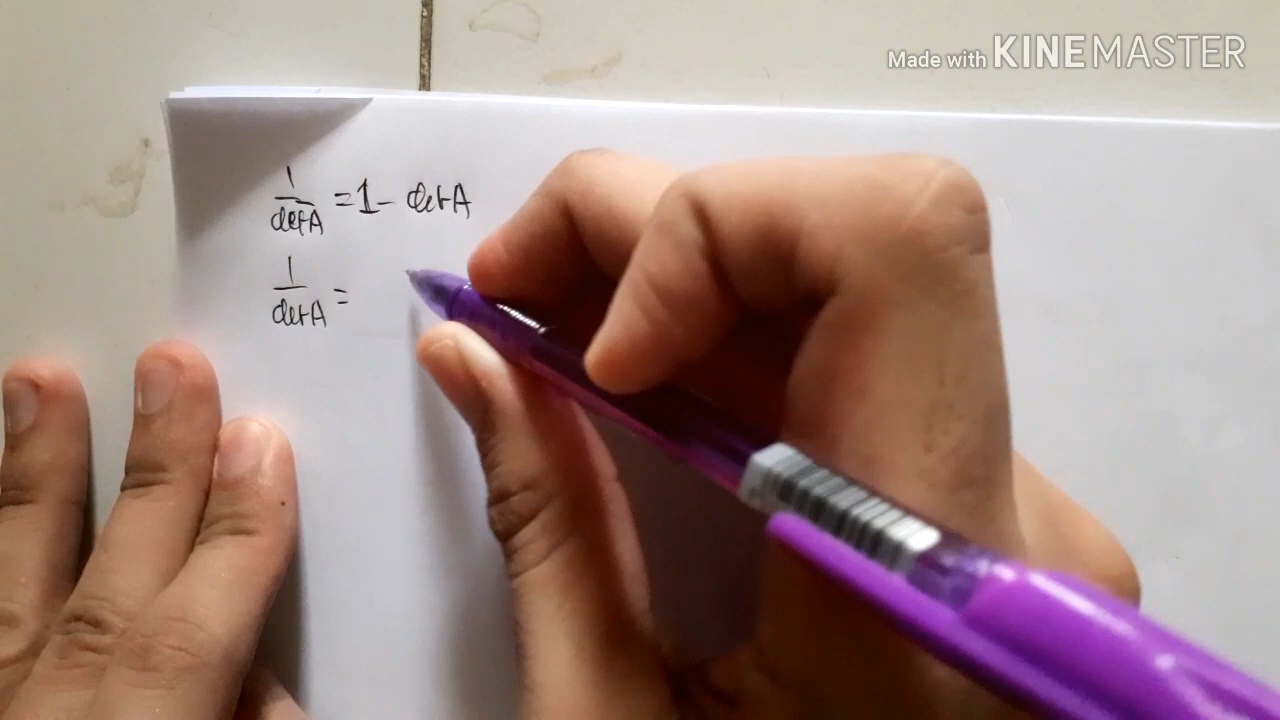 Made with KINEMASTER
1/detA = 1 - detA
1/detA =